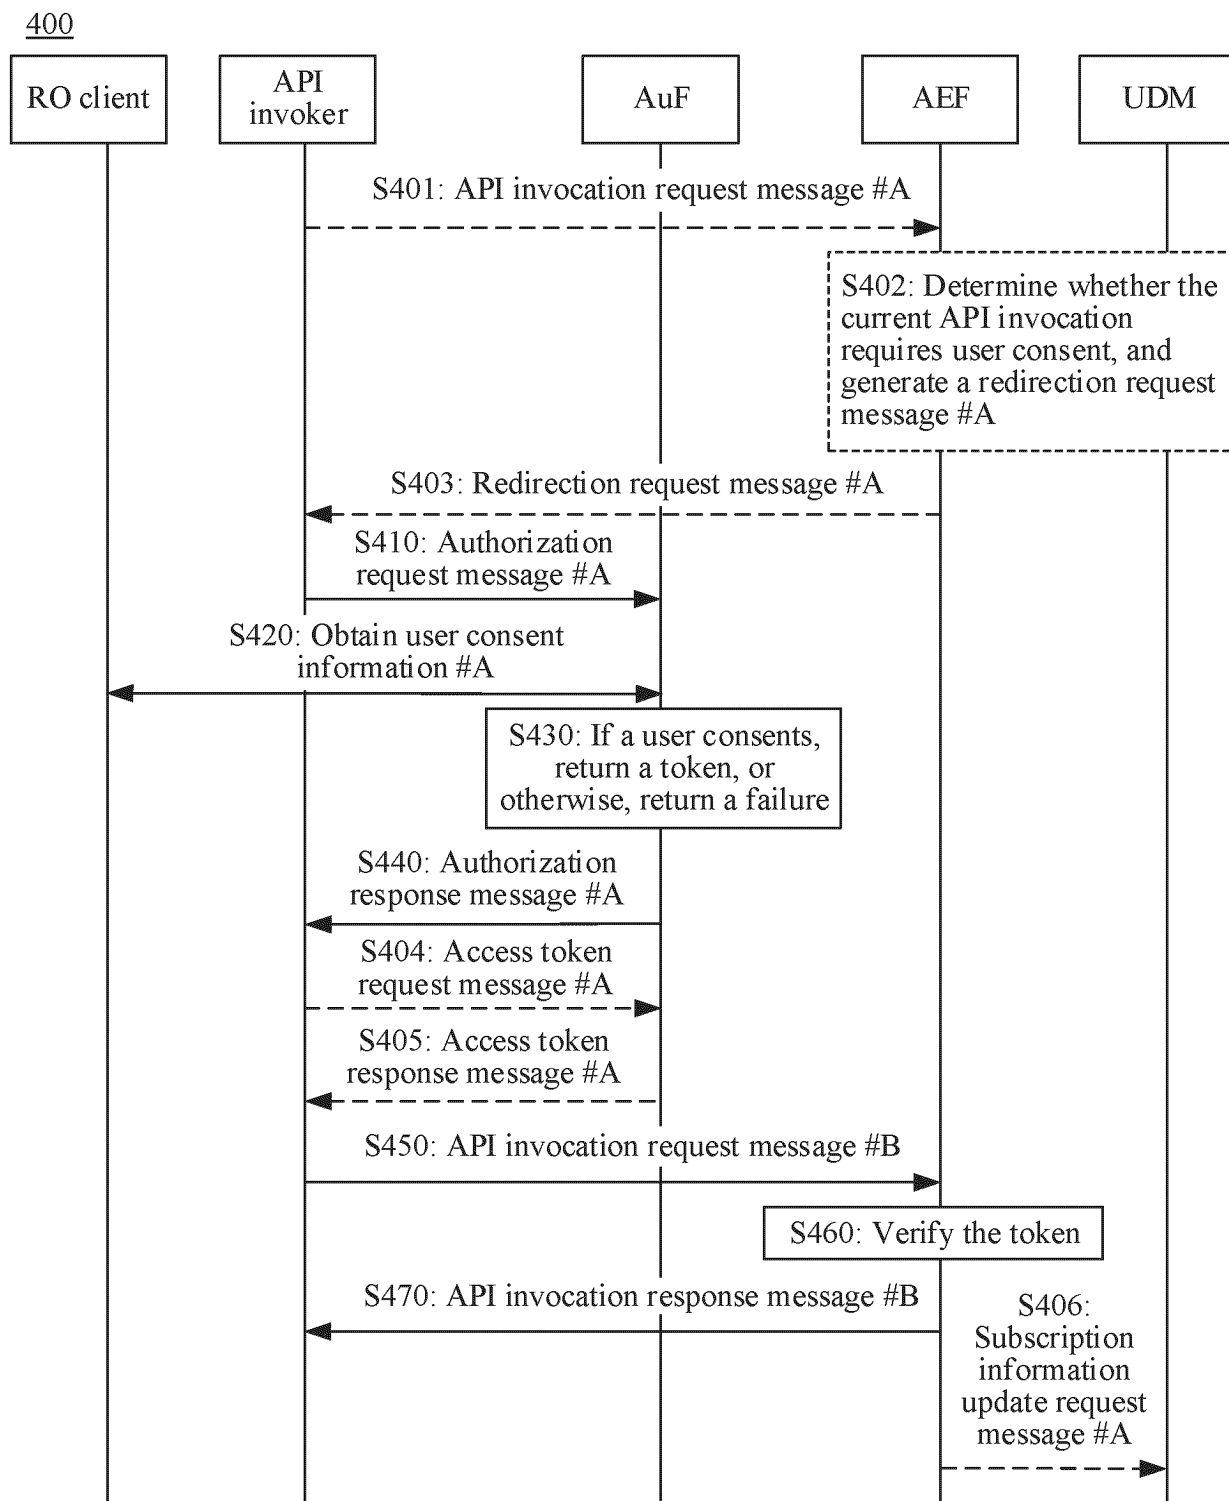 400
RO client
API
invoker
AuF
AEF
UDM
S401: API invocation request message #A
S402: Determine whether the
current API invocation
requires user consent, and
generate a redirection request
message #A
S403: Redirection request message #A
S410: Authorization
request message #A
S420: Obtain user consent
information #A
S430: If a user consents,
return a token, or
otherwise, return a failure
S440: Authorization
response message #A
S404: Access token
request message #A
S405: Access token
response message #A
S450: API invocation request message #B
S460: Verify the token
S470: API invocation response message #B
S406:
Subscription
information
update request
message #A